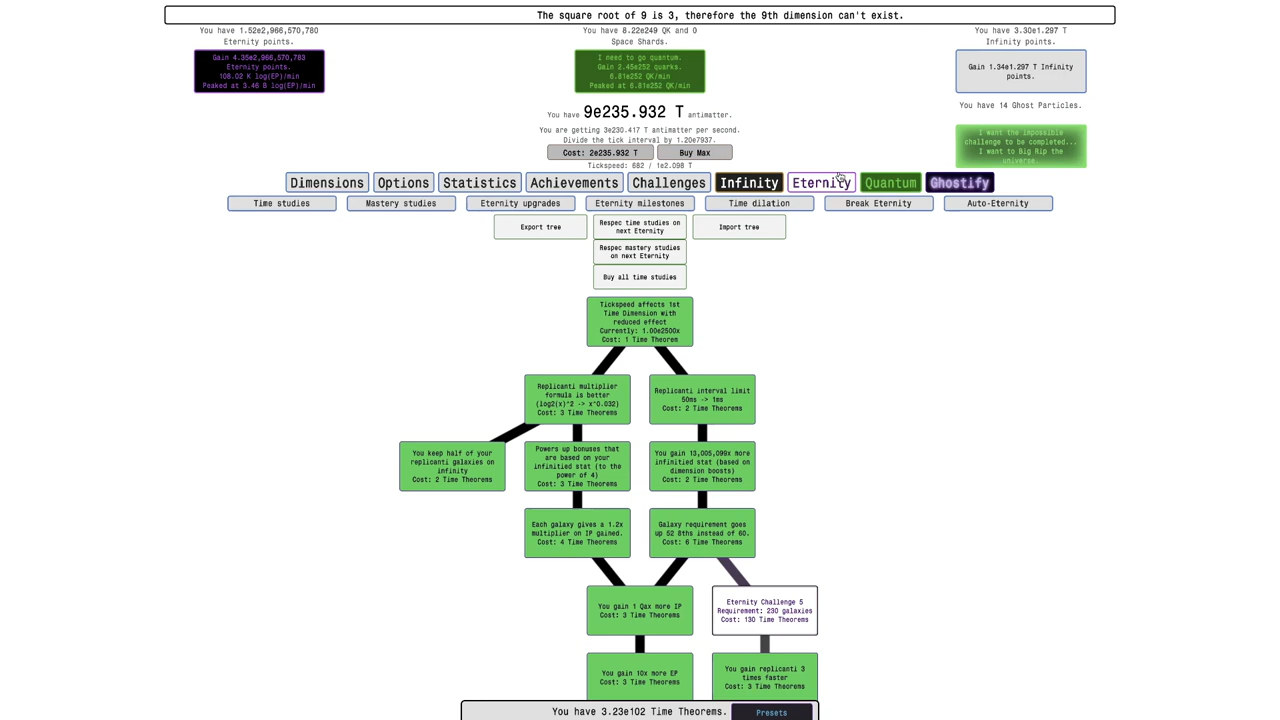 The square root of 9 is 3, therefore the 9th dimension can't exist.
You have 1.52e2,966,570,780
Eternity points.
Gain 4.35e2,966,570,783
Eternity points.
108.02 K log(EP)/min
Peaked at 3.46 B log(EP)/min
You have 8.22e249 QK and 0
Space Shards.
I need to go quantum.
Gain 2.45e252 quarks.
6.81e252 QK/min
Peaked at 6.81e252 QK/min
You have 3.30e1.297 T
Infinity points.
Gain 1.34e1.297 T Infinity
points.
You have 14 Ghost Particles.
I want the impossible
challenge to be completed...
I want to Big Rip the
universe.
You have 9e235.932 T antimatter.
You are getting 3e230.417 T antimatter per second.
Divide the tick interval by 1.20e7937.
Cost: 2e235.932 T
Buy Max
Tickspeed: 682 / 1e2.098 T
Dimensions
Options
Statistics
Achievements
Challenges
Infinity
Eternity
Quantum
Ghostify
Time studies
Mastery studies
Eternity upgrades
Eternity milestones
Time dilation
Break Eternity
Auto-Eternity
Export tree
Respec time studies on
next Eternity
Import tree
Respec mastery studies
on next Eternity
Buy all time studies
Tickspeed affects 1st
Time Dimension with
reduced effect
Currently: 1.00e2500x
Cost: 1 Time Theorem
Replicanti multiplier
formula is better
(log2(x)^2 -> x^0.032)
Cost: 3 Time Theorems
Replicanti interval limit
50ms -> 1ms
Cost: 2 Time Theorems
You keep half of your
replicanti galaxies on
infinity
Cost: 2 Time Theorems
Powers up bonuses that
are based on your
infinitied stat (to the
power of 4)
Cost: 3 Time Theorems
You gain 13,005,099x more
infinitied stat (based on
dimension boosts)
Cost: 2 Time Theorems
Each galaxy gives a 1.2x
multiplier on IP gained.
Cost: 4 Time Theorems
Galaxy requirement goes
up 52 8ths instead of 60.
Cost: 6 Time Theorems
You gain 1 Qax more IP
Cost: 3 Time Theorems
Eternity Challenge 5
Requirement: 230 galaxies
Cost: 130 Time Theorems
You gain 10x more EP
Cost: 3 Time Theorems
You gain replicanti 3
times faster
Cost: 3 Time Theorems
You have 3.23e102 Time Theorems.
Presets